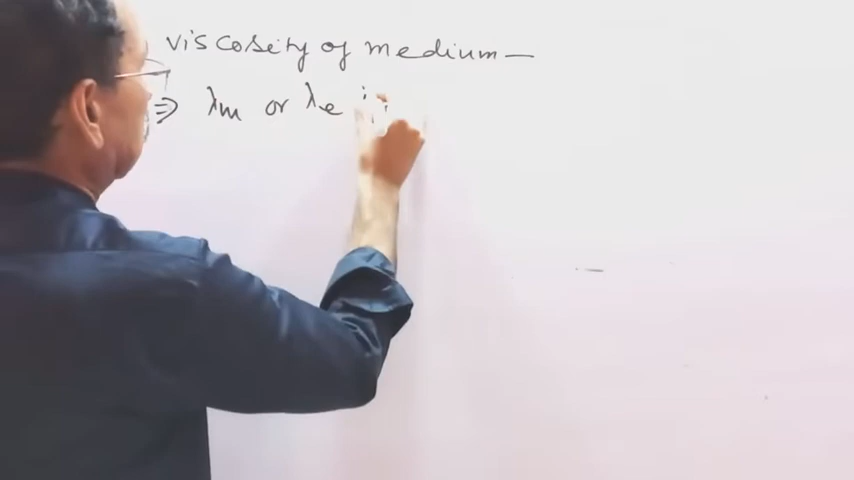 viscosity of medium —
⇒ λm or λe